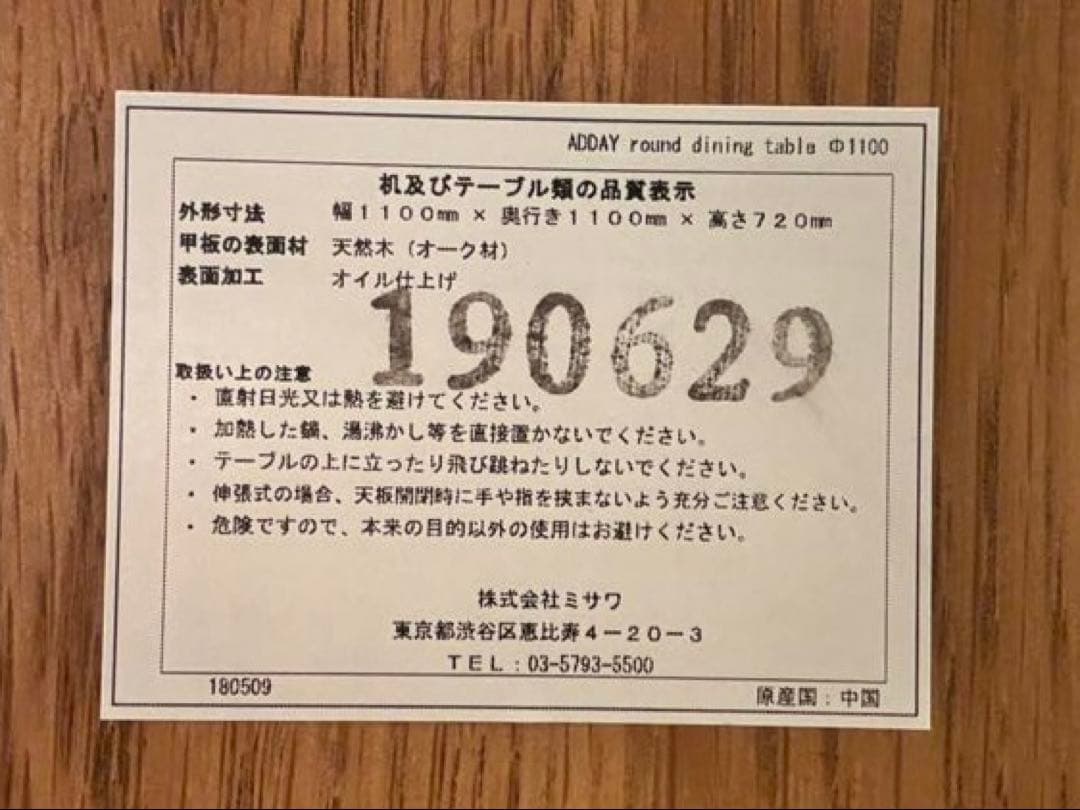 ADDAY round dining table Φ1100
机及びテーブル類の品質表示
外形寸法 幅1100㎜ × 奥行き1100㎜ × 高さ720㎜
甲板の表面材 天然木（オーク材）
表面加工 オイル仕上げ
190629
取扱い上の注意
・ 直射日光又は熱を避けてください。
・ 加熱した鍋、湯沸かし等を直接置かないでください。
・ テーブルの上に立ったり飛び跳ねたりしないでください。
・ 伸張式の場合、天板開閉時に手や指を挟まないよう充分ご注意ください。
・ 危険ですので、本来の目的以外の使用はお避けください。
株式会社ミサワ
東京都渋谷区恵比寿4－20－3
ＴＥＬ：03-5793-5500
180509 原産国：中国